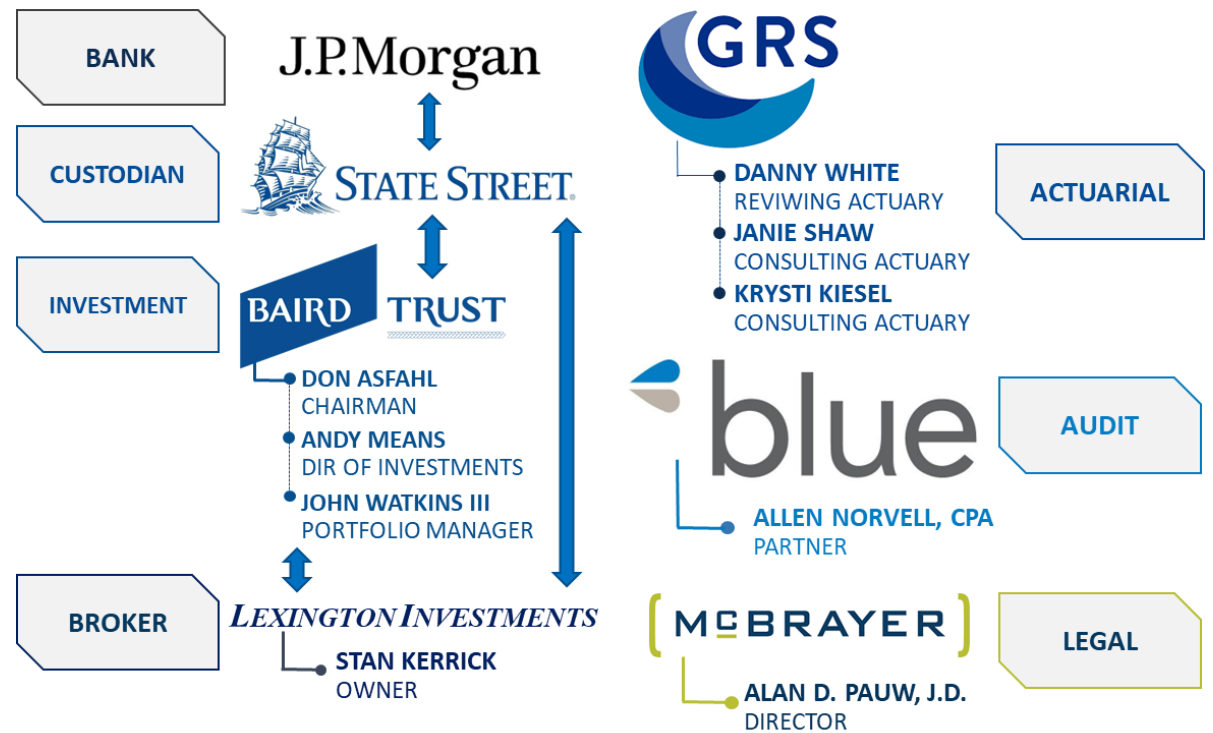 BANK
J.P.Morgan
CUSTODIAN
STATE STREET®
INVESTMENT
BAIRD TRUST
DON ASFAHL
CHAIRMAN
ANDY MEANS
DIR OF INVESTMENTS
JOHN WATKINS III
PORTFOLIO MANAGER
BROKER
LEXINGTON INVESTMENTS
STAN KERRICK
OWNER
GRS
ACTUARIAL
DANNY WHITE
REVIWING ACTUARY
JANIE SHAW
CONSULTING ACTUARY
KRYSTI KIESEL
CONSULTING ACTUARY
blue
AUDIT
ALLEN NORVELL, CPA
PARTNER
[MCBRAYER]
LEGAL
ALAN D. PAUW, J.D.
DIRECTOR